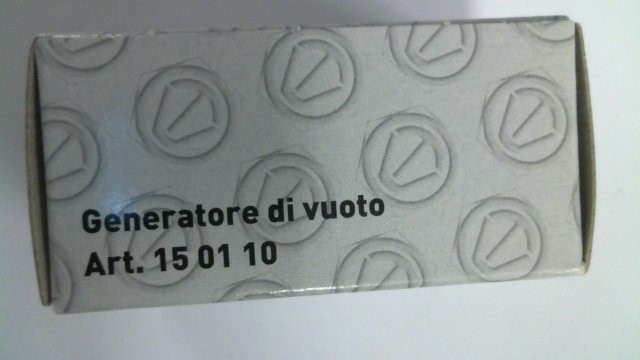 Generatore di vuoto
Art. 15 01 10